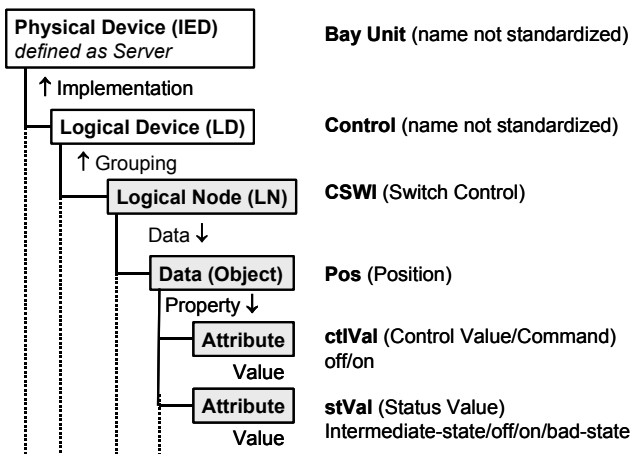 Physical Device (IED)
defined as Server
Bay Unit (name not standardized)
↑ Implementation
Logical Device (LD)
Control (name not standardized)
↑ Grouping
Logical Node (LN)
CSWI (Switch Control)
Data ↓
Data (Object)
Pos (Position)
Property ↓
Attribute
ctlVal (Control Value/Command)
Value
off/on
Attribute
stVal (Status Value)
Value
Intermediate-state/off/on/bad-state